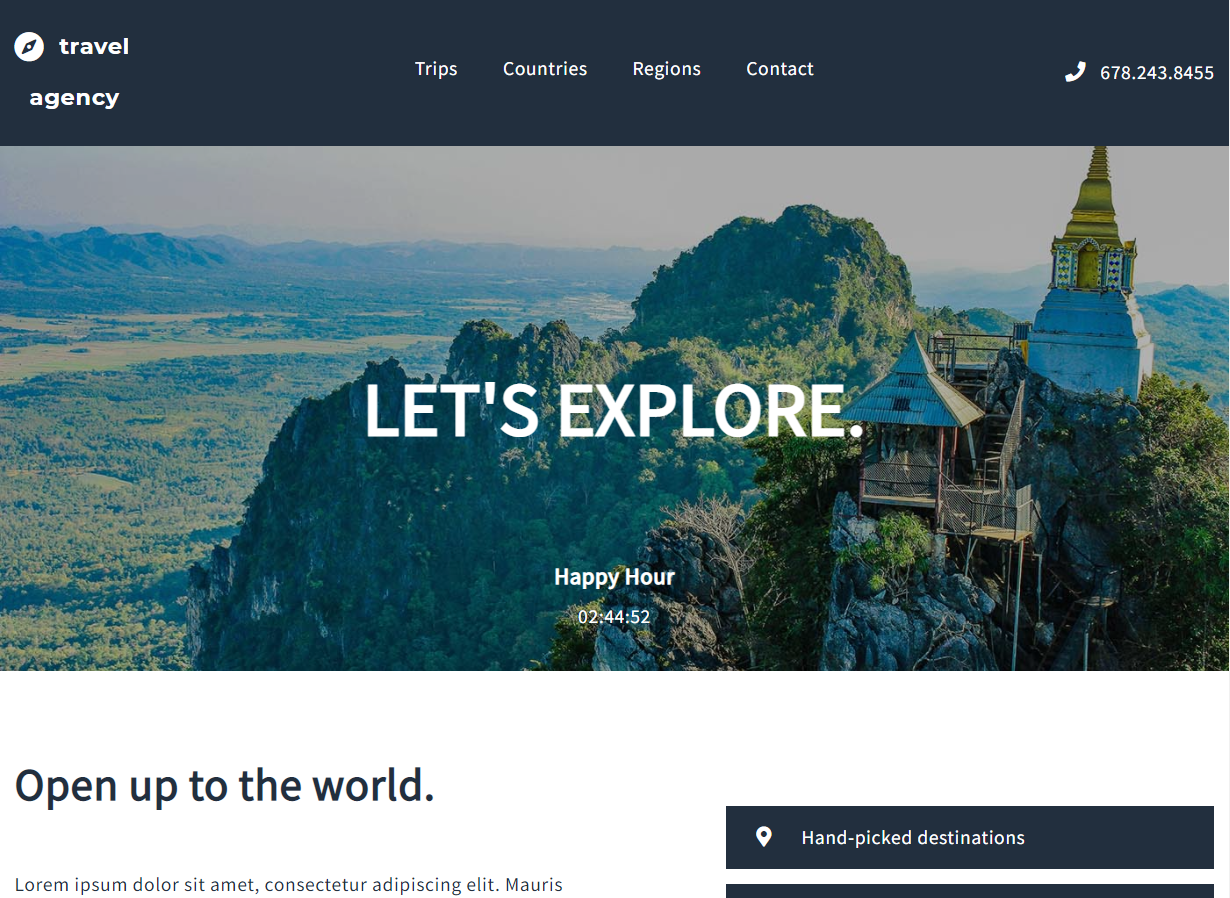 travel
agency
Trips Countries Regions Contact
678.243.8455
LET'S EXPLORE.
Happy Hour
02:44:52
Open up to the world.
Hand-picked destinations
Lorem ipsum dolor sit amet, consectetur adipiscing elit. Mauris